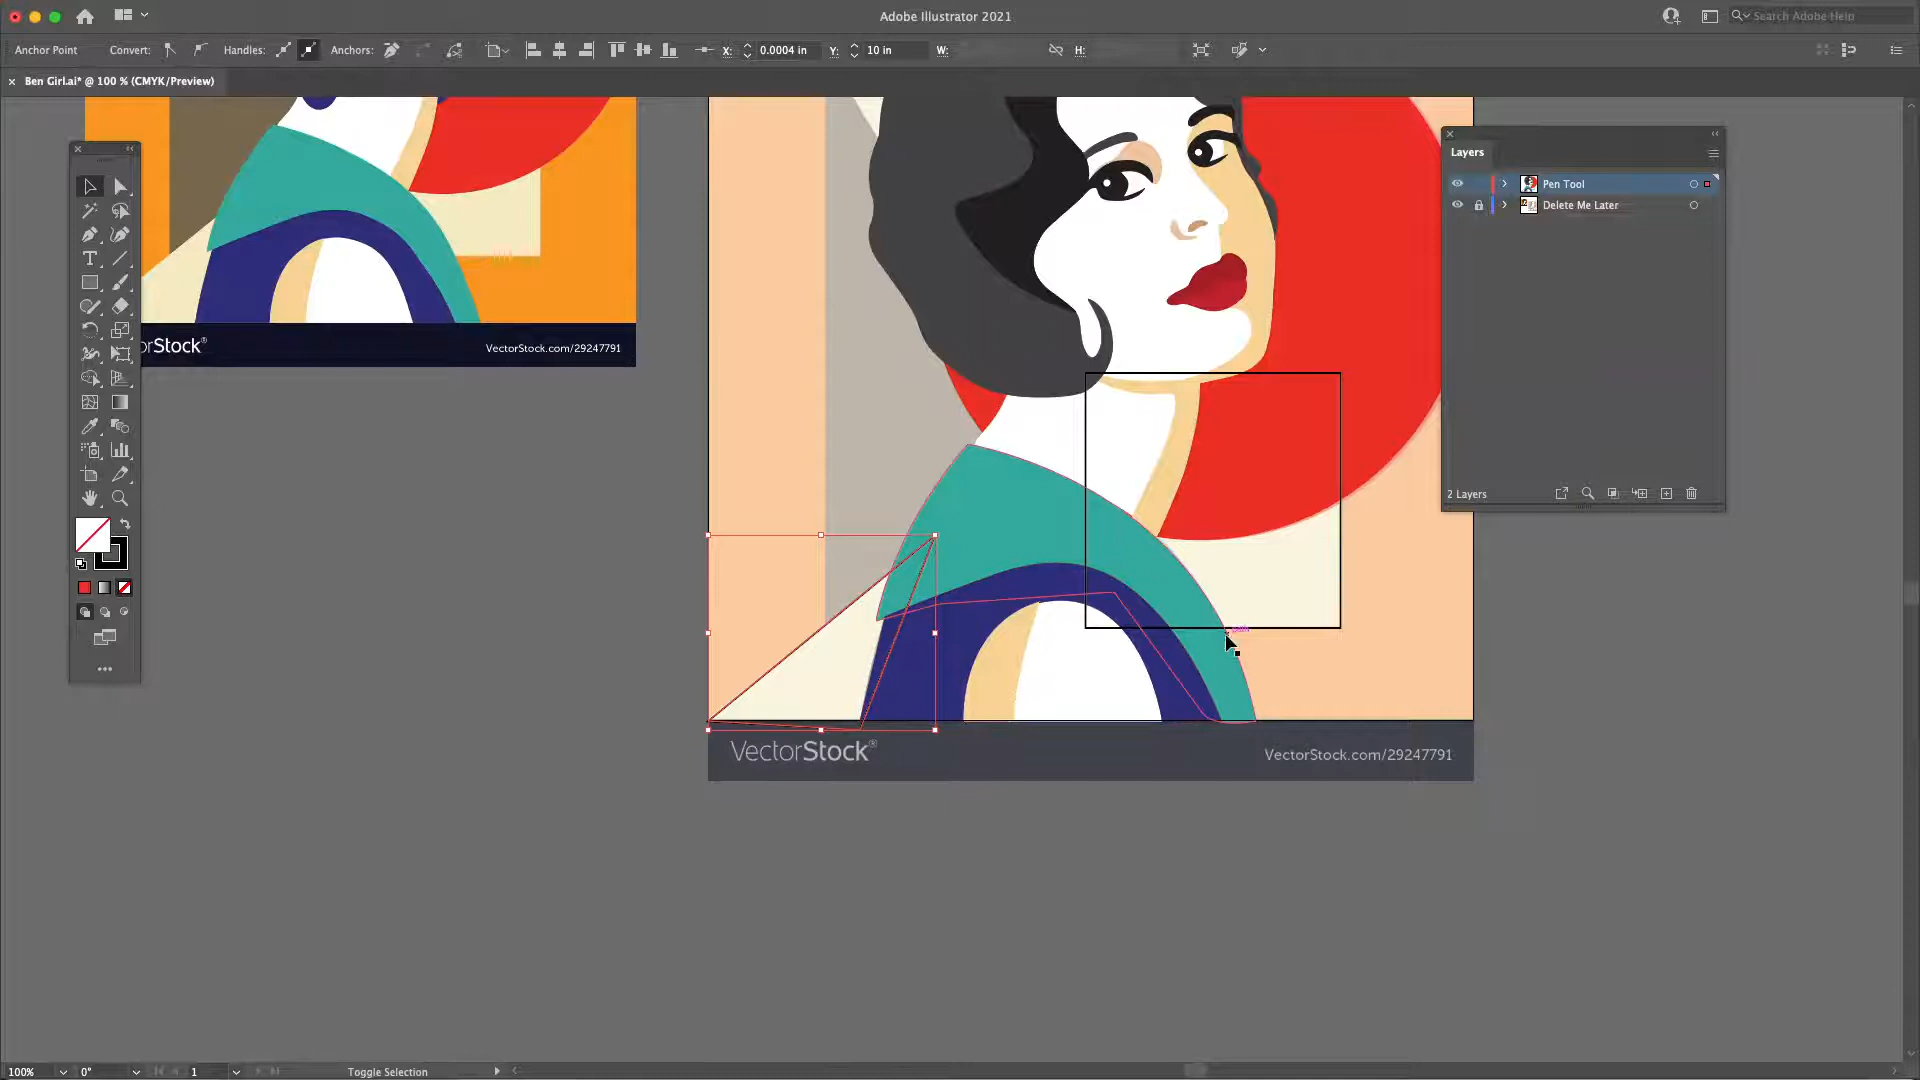 Adobe Illustrator 2021
Search Adobe Help
Anchor Point
Convert:
Handles:
Anchors:
X:
0.0004 in
Y:
10 in
W:
H:
Ben Girl.ai* @ 100 % (CMYK/Preview)
Layers
Pen Tool
Delete Me Later
2 Layers
orStock®
VectorStock.com/29247791
VectorStock®
VectorStock.com/29247791
path
100%
0°
1
Toggle Selection